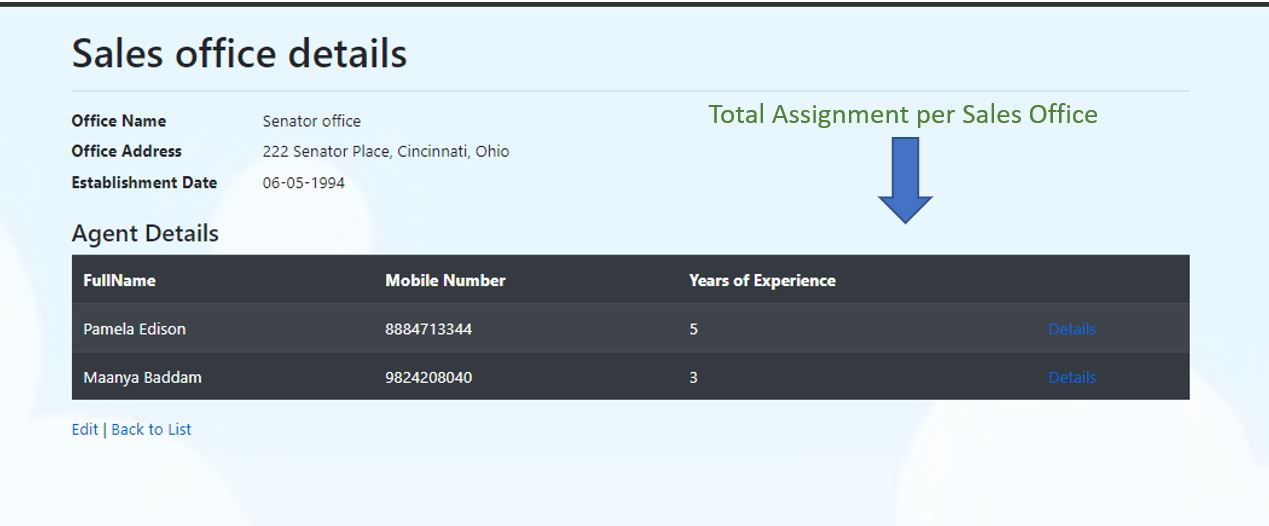 Sales office details
Total Assignment per Sales Office
Office Name Senator office
Office Address 222 Senator Place, Cincinnati, Ohio
Establishment Date 06-05-1994
Agent Details
FullName Mobile Number Years of Experience
Pamela Edison 8884713344 5 Details
Maanya Baddam 9824208040 3 Details
Edit | Back to List